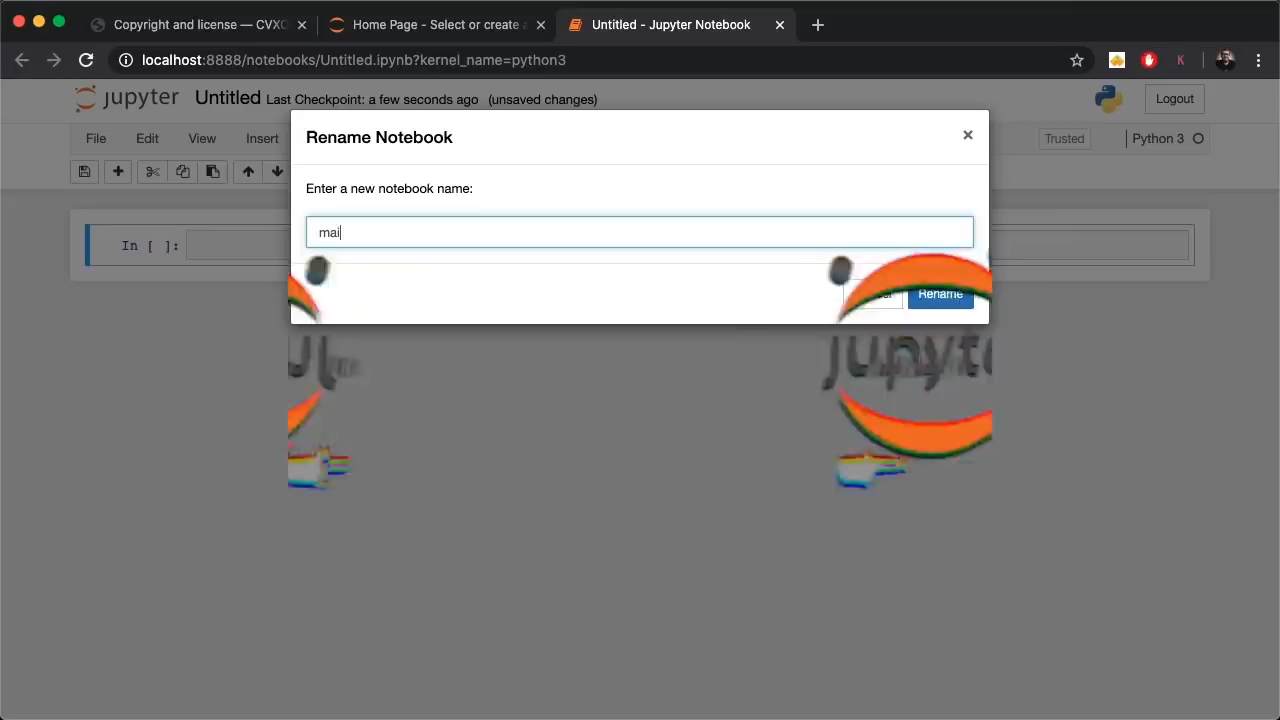 Copyright and license — CVXO
Home Page - Select or create a
Untitled - Jupyter Notebook
localhost:8888/notebooks/Untitled.ipynb?kernel_name=python3
K
jupyter Untitled Last Checkpoint: a few seconds ago (unsaved changes)
Logout
File Edit View Insert
Trusted Python 3
Rename Notebook
×
Enter a new notebook name:
In [ ]:
mai
Rename
jupyte